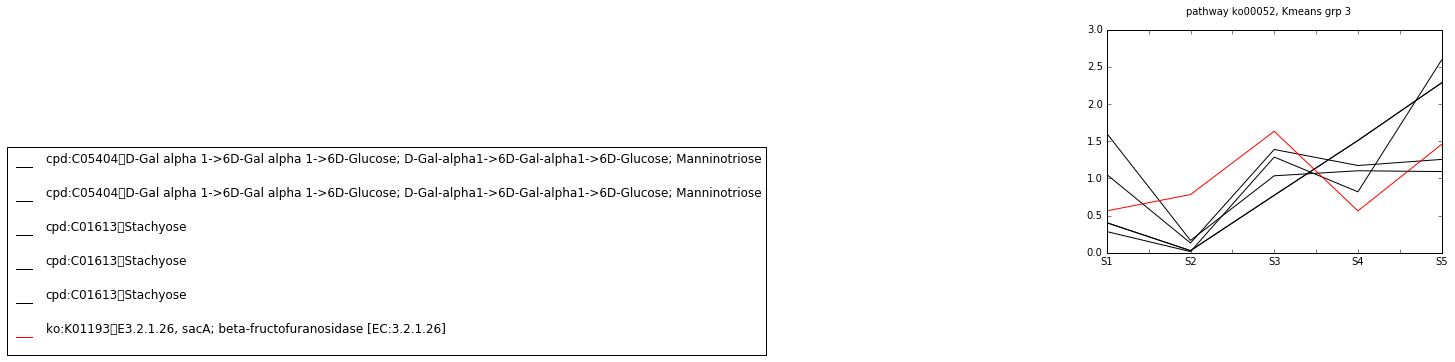 pathway ko00052, Kmeans grp 3
3.0
2.5
2.0
1.5
1.0
0.5
0.0
S1 S2 S3 S4 S5
cpd:C05404▯D-Gal alpha 1->6D-Gal alpha 1->6D-Glucose; D-Gal-alpha1->6D-Gal-alpha1->6D-Glucose; Manninotriose
cpd:C05404▯D-Gal alpha 1->6D-Gal alpha 1->6D-Glucose; D-Gal-alpha1->6D-Gal-alpha1->6D-Glucose; Manninotriose
cpd:C01613▯Stachyose
cpd:C01613▯Stachyose
cpd:C01613▯Stachyose
ko:K01193▯E3.2.1.26, sacA; beta-fructofuranosidase [EC:3.2.1.26]